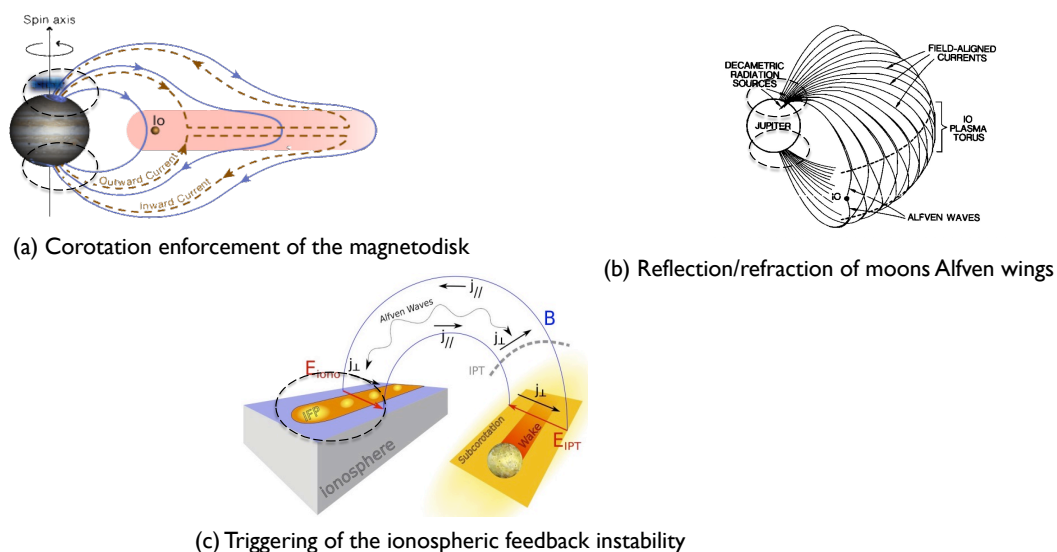 Spin axis
Io
Outward Current
Inward Current
(a) Corotation enforcement of the magnetodisk
DECAMETRIC
RADIATION
SOURCES
FIELD-ALIGNED
CURRENTS
JUPITER
IO
PLASMA
TORUS
iO
ALFVEN WAVES
(b) Reflection/refraction of moons Alfven wings
j//
Alfven Waves
B
j//
j⊥
IPT
j⊥
E iono
j⊥
IFP
Ionosphere
Subcorotation
Wake
E IPT
(c) Triggering of the ionospheric feedback instability